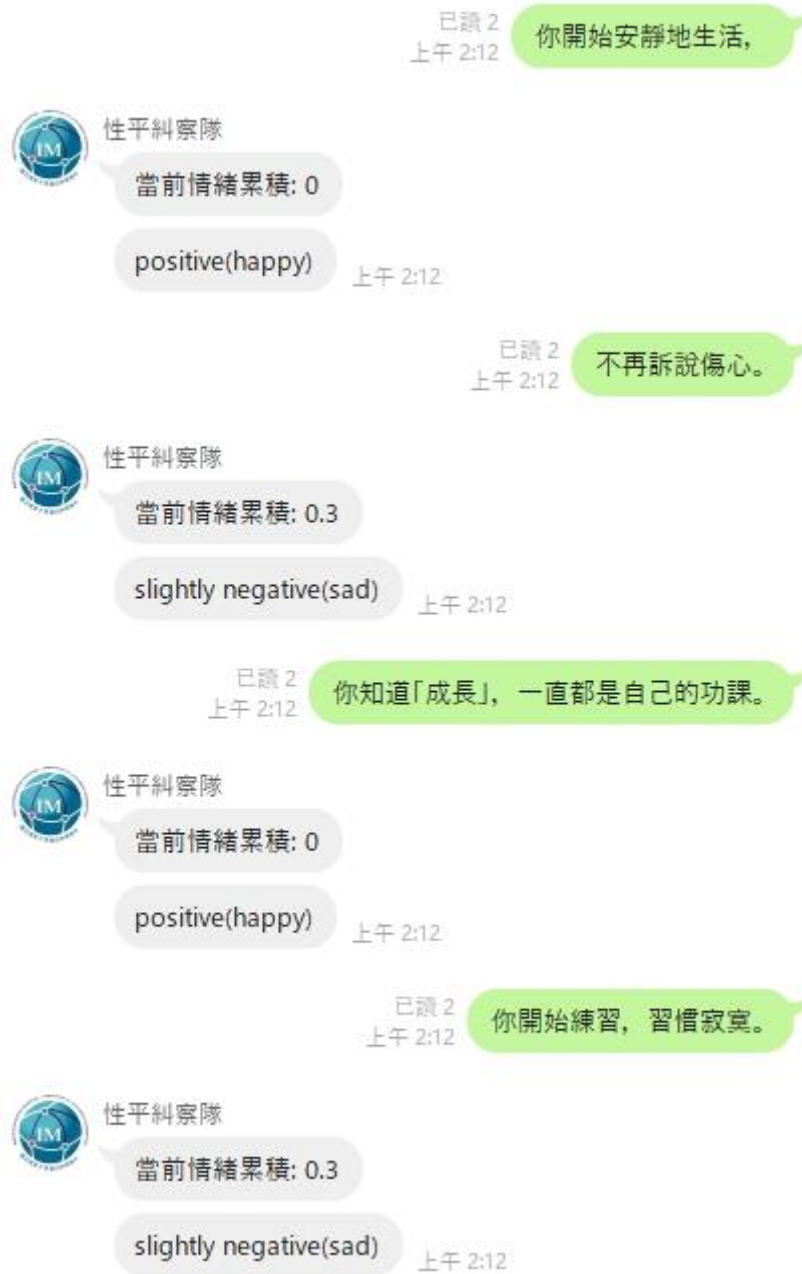 已讀 2
上午 2:12
你開始安靜地生活,
IM
性平糾察隊
當前情緒累積: 0
positive(happy)
上午 2:12
已讀 2
上午 2:12
不再訴說傷心。
IM
性平糾察隊
當前情緒累積: 0.3
slightly negative(sad)
上午 2:12
已讀 2
上午 2:12
你知道「成長」, 一直都是自己的功課。
IM
性平糾察隊
當前情緒累積: 0
positive(happy)
上午 2:12
已讀 2
上午 2:12
你開始練習, 習慣寂寞。
IM
性平糾察隊
當前情緒累積: 0.3
slightly negative(sad)
上午 2:12